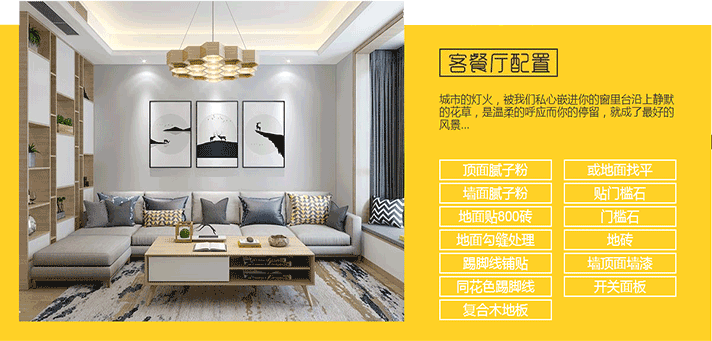 客餐厅配置
城市的灯火，被我们私心嵌进你的窗里台沿上静默
的花草，是温柔的呼应而你的停留，就成了最好的
风景...
顶面腻子粉
或地面找平
墙面腻子粉
贴门槛石
地面贴800砖
门槛石
地面勾缝处理
地砖
踢脚线铺贴
墙顶面墙漆
同花色踢脚线
开关面板
复合木地板